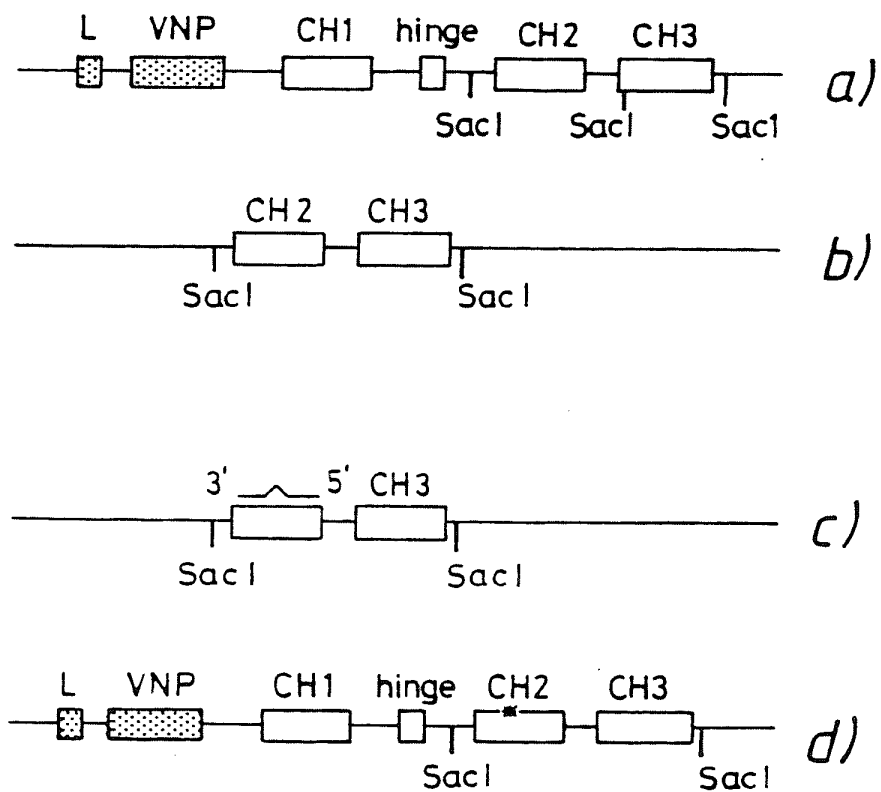 L VNP CH1 hinge CH2 CH3
a)
SacI SacI Sac1
CH2 CH3
b)
SacI SacI
3' 5' CH3
c)
SacI SacI
L VNP CH1 hinge CH2 CH3
d)
SacI SacI